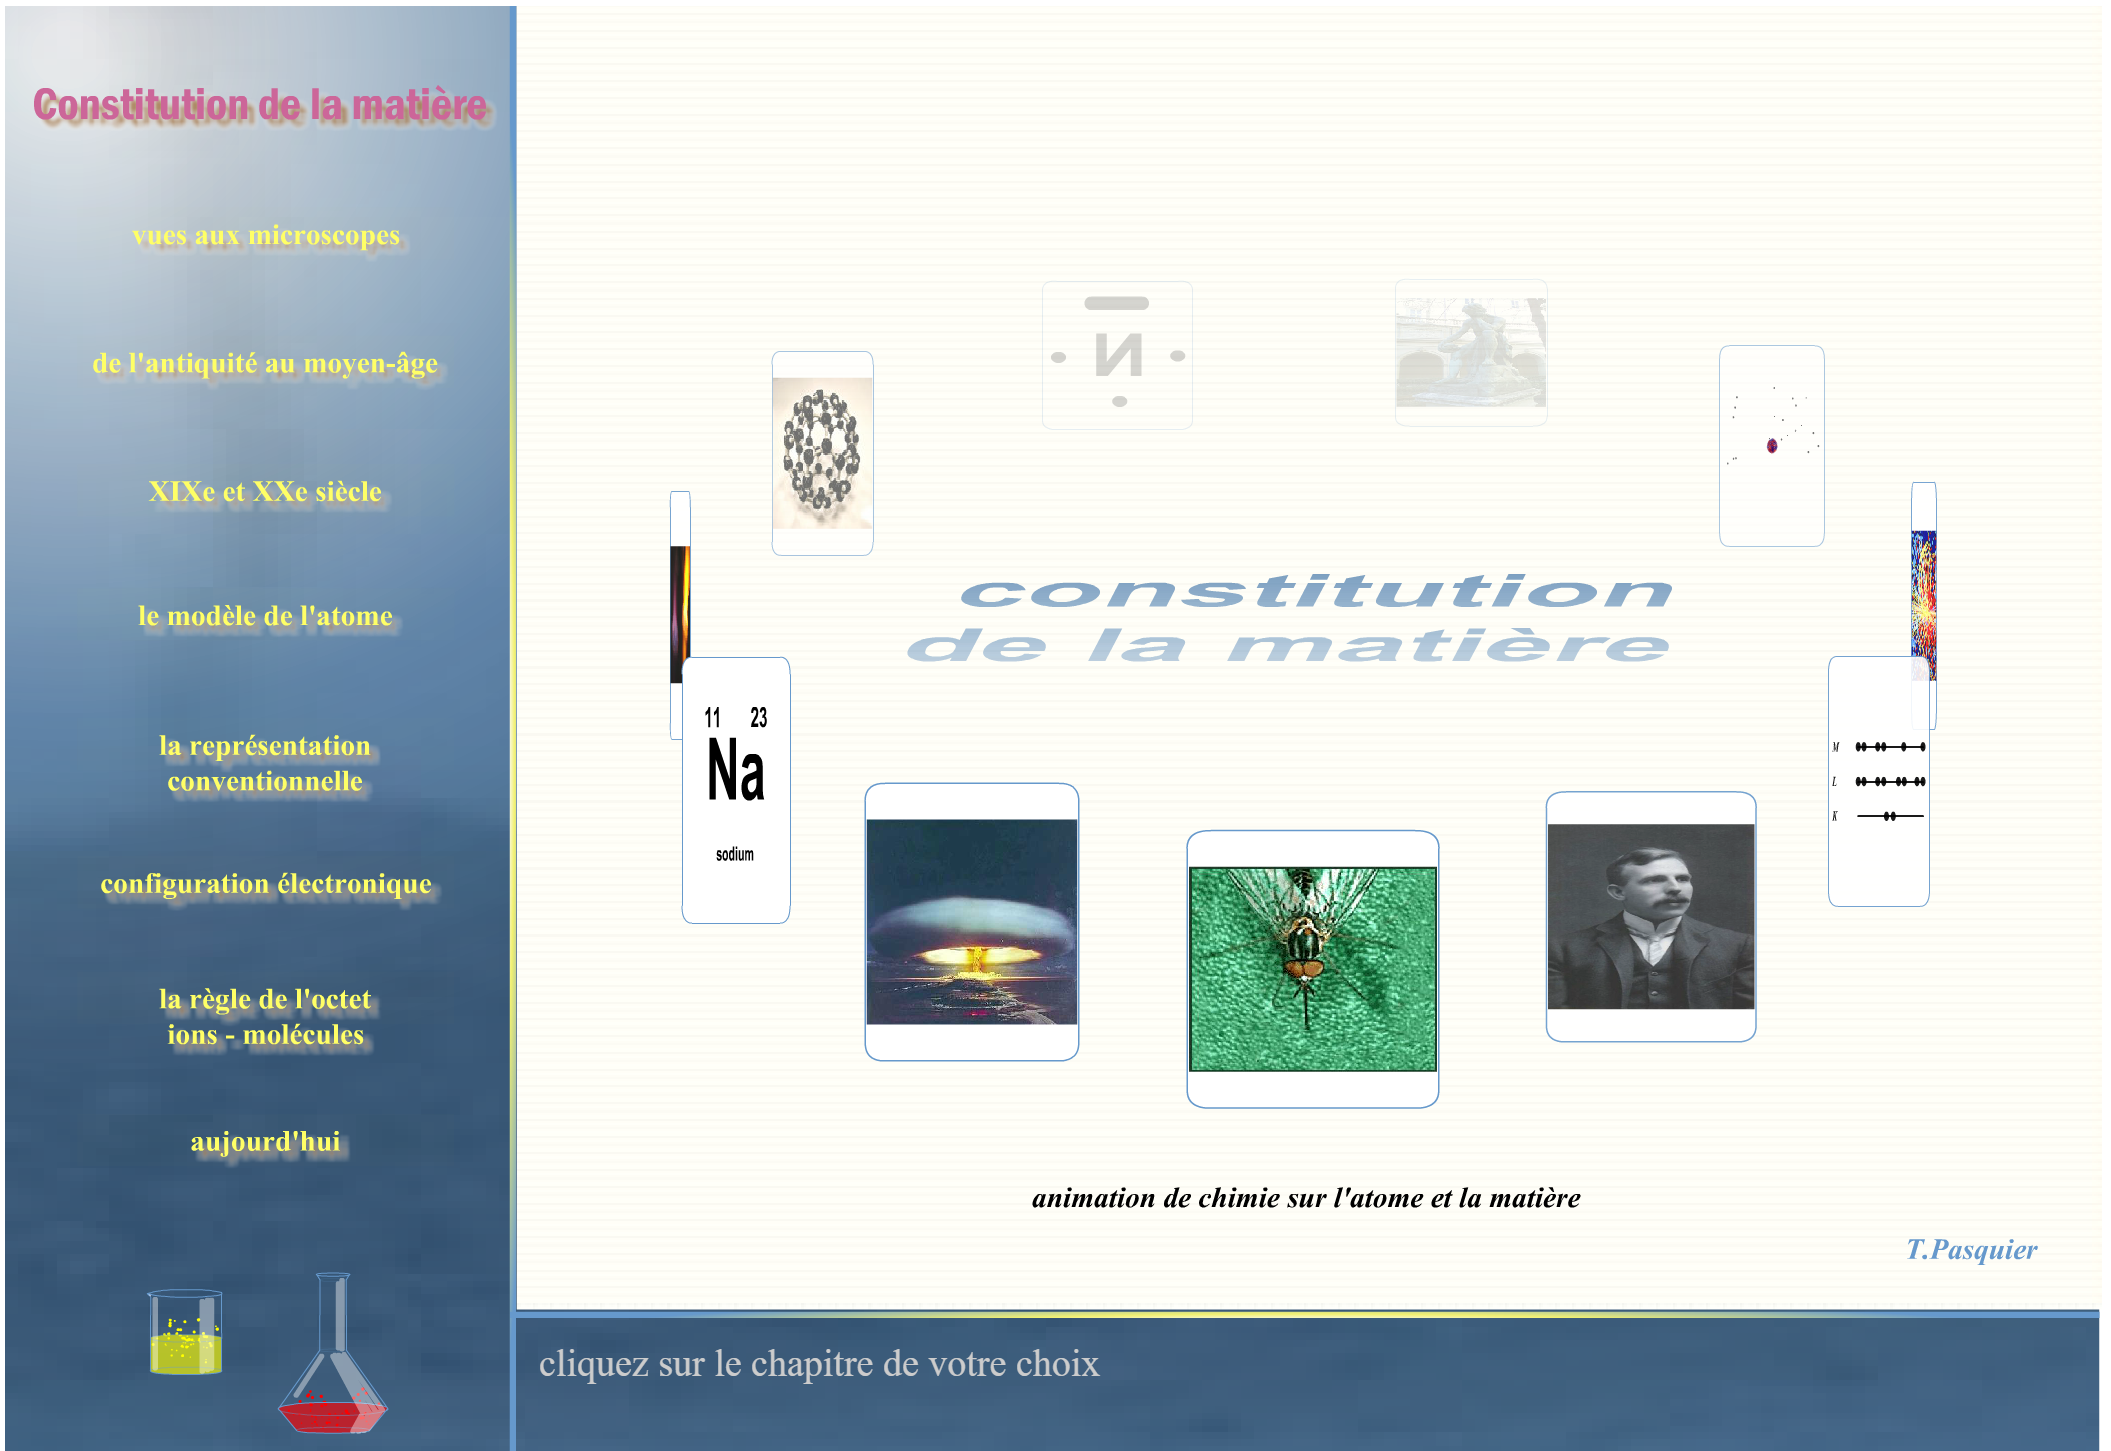 Constitution de la matière
vues aux microscopes
de l'antiquité au moyen-âge
XIXe et XXe siècle
le modèle de l'atome
la représentation
conventionnelle
configuration électronique
la règle de l'octet
ions - molécules
aujourd'hui
N
constitution
de la matière
11 23
Na
sodium
M
L
K
animation de chimie sur l'atome et la matière
T.Pasquier
cliquez sur le chapitre de votre choix